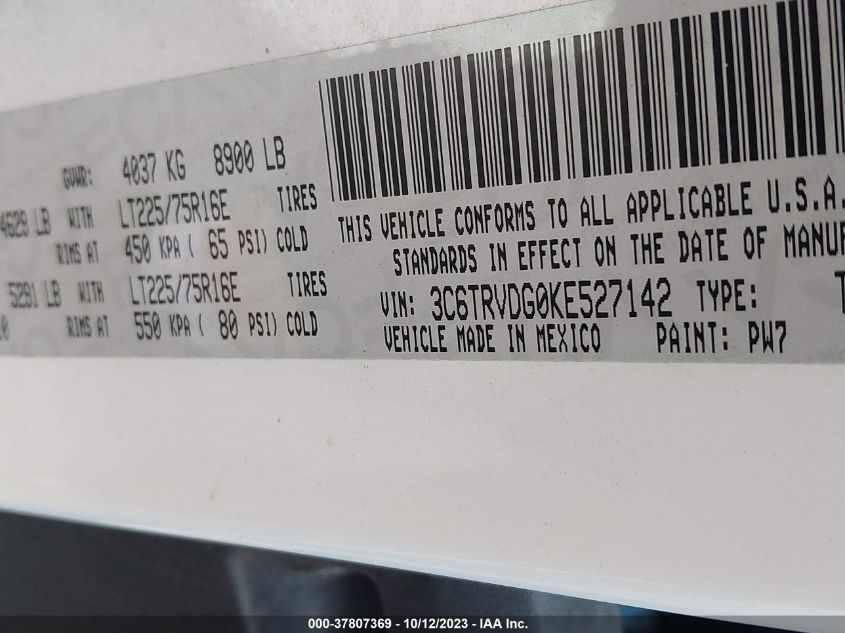 GVWR: 4037 KG 8900 LB
4629 LB WITH LT225/75R16E TIRES
RIMS AT 450 KPA ( 65 PSI) COLD
5291 LB WITH LT225/75R16E TIRES
RIMS AT 550 KPA ( 80 PSI) COLD
THIS VEHICLE CONFORMS TO ALL APPLICABLE U.S.A.
STANDARDS IN EFFECT ON THE DATE OF MANUF
VIN: 3C6TRVDG0KE527142 TYPE: T
VEHICLE MADE IN MEXICO PAINT: PW7
000-37807369 - 10/12/2023 - IAA Inc.